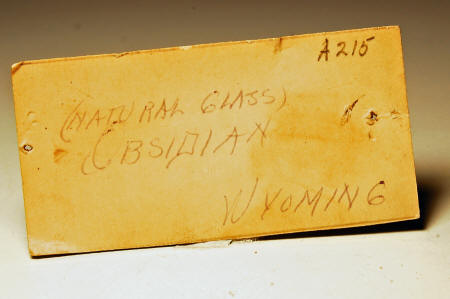 A215
(NATURAL GLASS)
OBSIDIAN
WYOMING